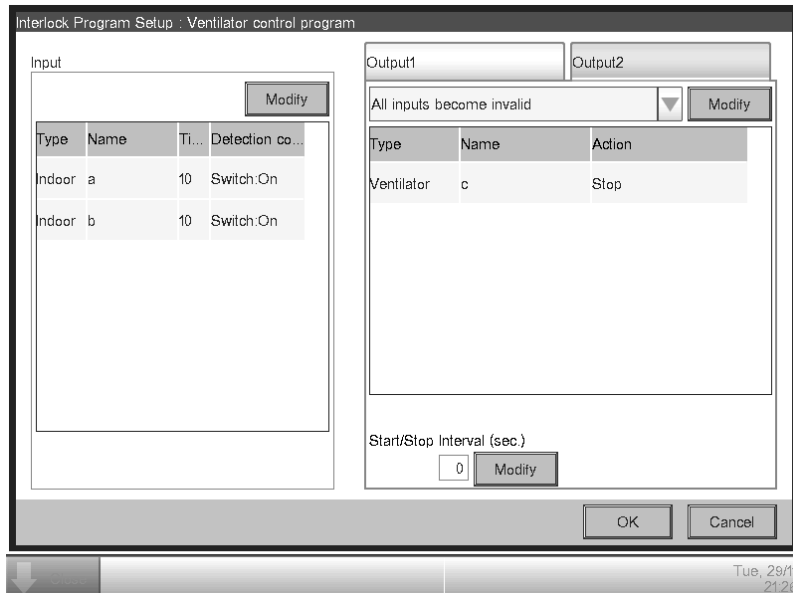 Interlock Program Setup : Ventilator control program
Input
Modify
Type Name Ti... Detection co...
Indoor a 10 Switch:On
Indoor b 10 Switch:On
Output1 Output2
All inputs become invalid Modify
Type Name Action
Ventilator c Stop
Start/Stop Interval (sec.)
0 Modify
OK Cancel
Close
Tue, 29/1
21:26